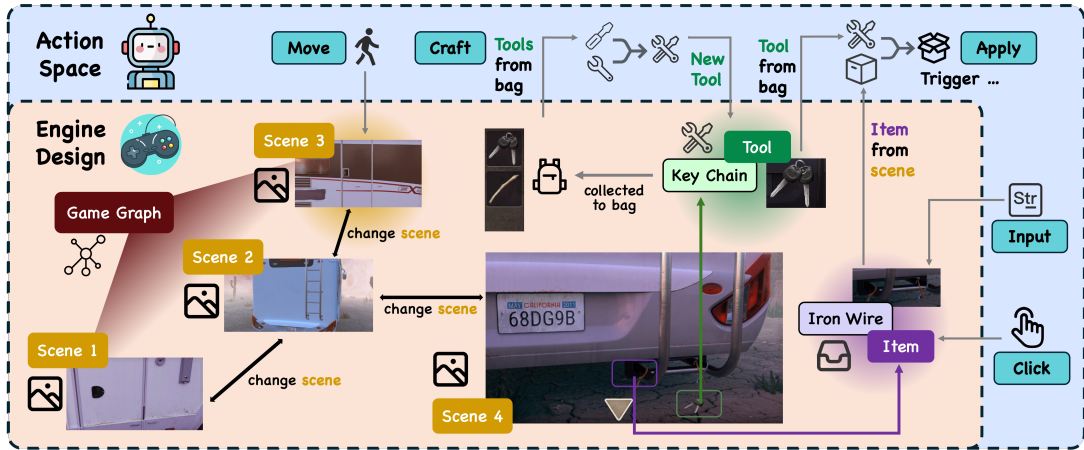 Action
Space
Move
Craft
Tools
from
bag
New
Tool
Tool
from
bag
Apply
Trigger ...
Engine
Design
Scene 3
Tool
Key Chain
collected
to bag
Item
from
scene
Str
Input
Game Graph
change scene
Scene 2
change scene
MAY CALIFORNIA 2011
68DG9B
Iron Wire
Item
Click
Scene 1
change scene
Scene 4